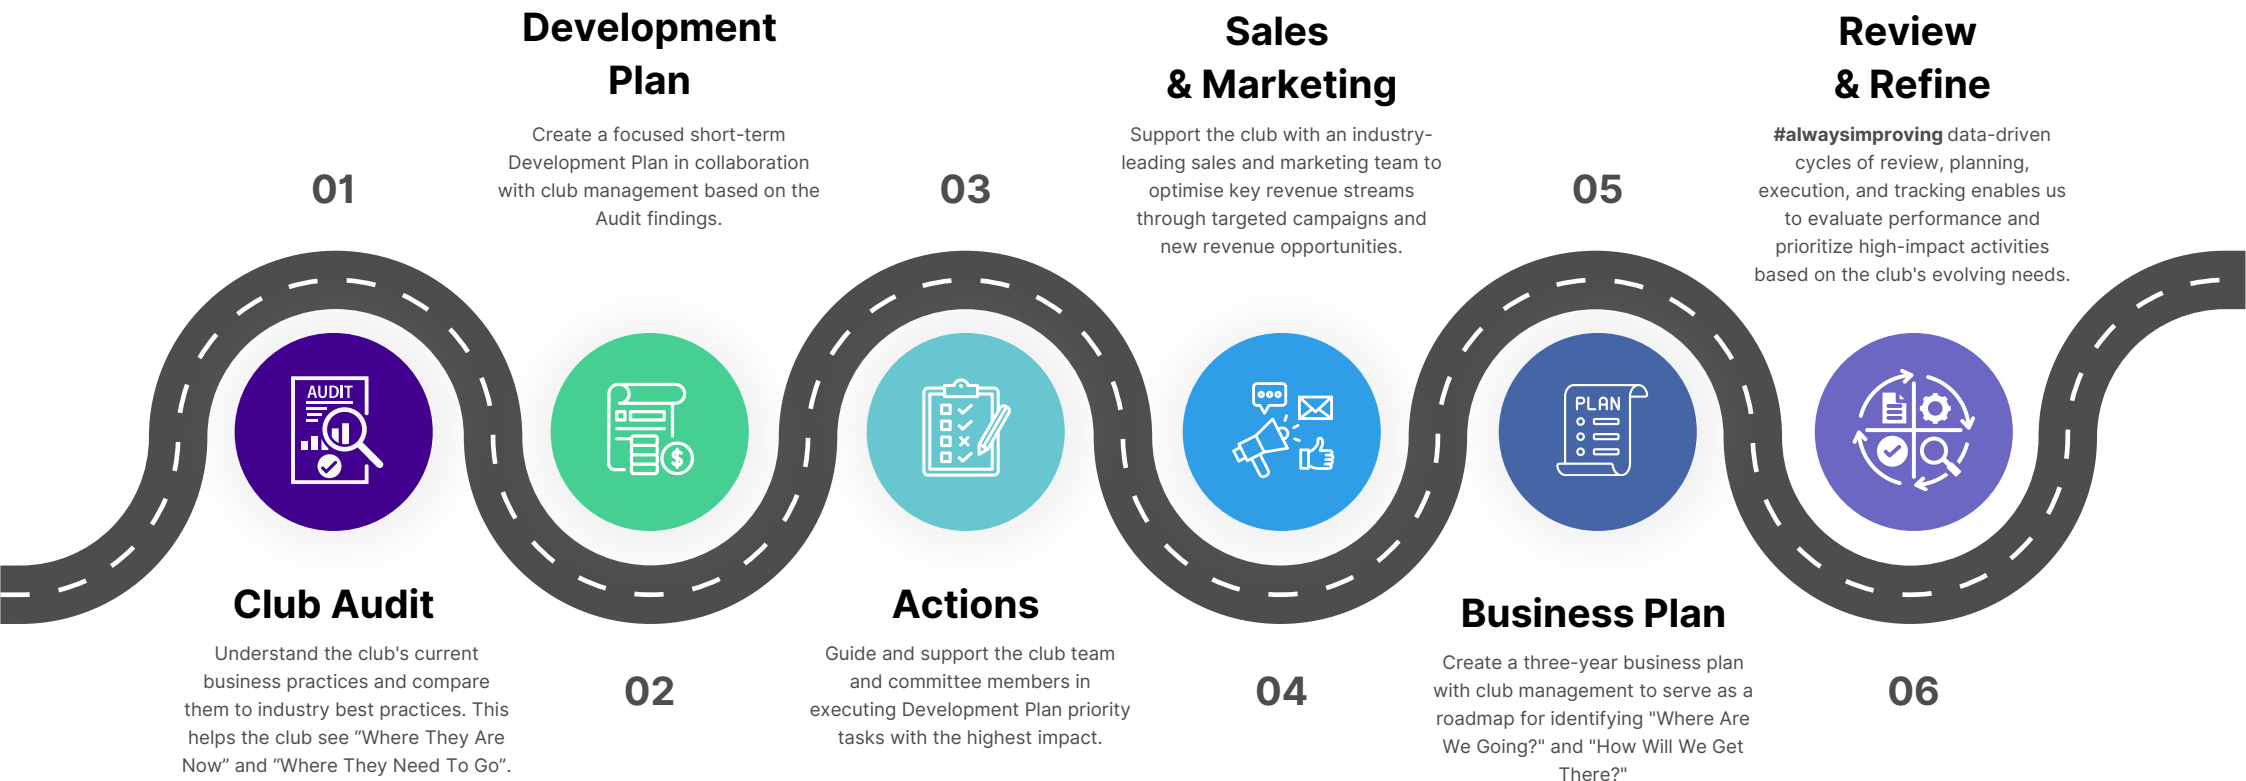 01
AUDIT
Club Audit
Understand the club's current
business practices and compare
them to industry best practices. This
helps the club see “Where They Are
Now” and “Where They Need To Go”.
Development
Plan
Create a focused short-term
Development Plan in collaboration
with club management based on the
Audit findings.
$
02
03
Actions
Guide and support the club team
and committee members in
executing Development Plan priority
tasks with the highest impact.
Sales
& Marketing
Support the club with an industry-
leading sales and marketing team to
optimise key revenue streams
through targeted campaigns and
new revenue opportunities.
04
05
PLAN
Business Plan
Create a three-year business plan
with club management to serve as a
roadmap for identifying "Where Are
We Going?" and "How Will We Get
There?"
Review
& Refine
#alwaysimproving data-driven
cycles of review, planning,
execution, and tracking enables us
to evaluate performance and
prioritize high-impact activities
based on the club's evolving needs.
06